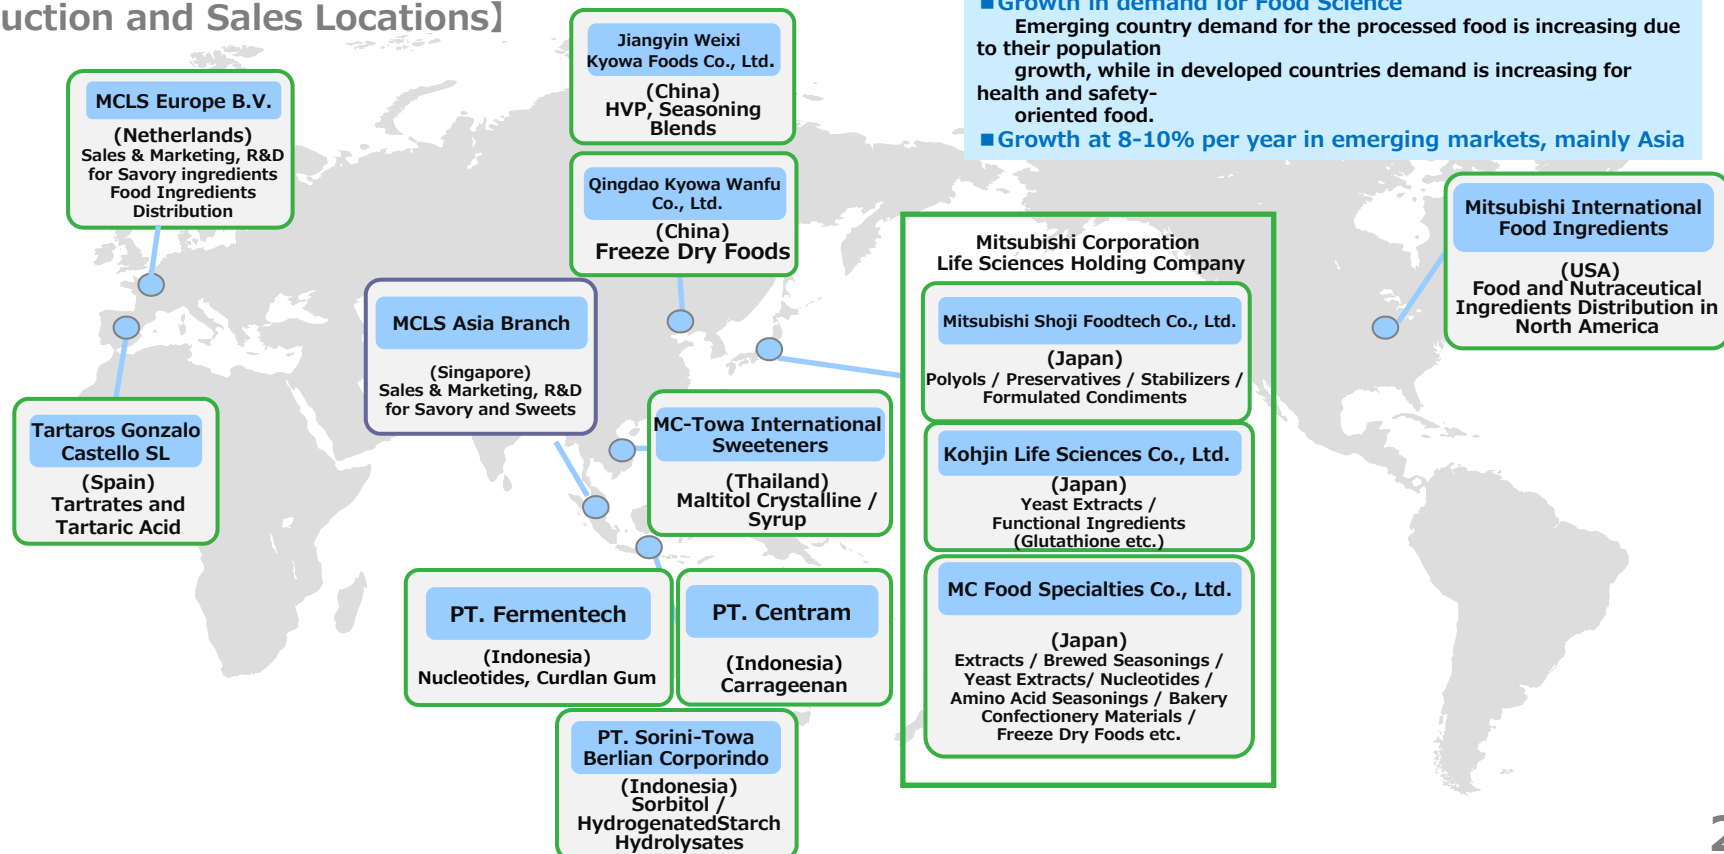 uction and Sales Locations】
■Growth in demand for Food Science
Emerging country demand for the processed food is increasing due
to their population
growth, while in developed countries demand is increasing for
health and safety-
oriented food.
■Growth at 8-10% per year in emerging markets, mainly Asia
MCLS Europe B.V.
(Netherlands)
Sales & Marketing, R&D
for Savory ingredients
Food Ingredients
Distribution
Jiangyin Weixi
Kyowa Foods Co., Ltd.
(China)
HVP, Seasoning
Blends
Qingdao Kyowa Wanfu
Co., Ltd.
(China)
Freeze Dry Foods
Mitsubishi International
Food Ingredients
(USA)
Food and Nutraceutical
Ingredients Distribution in
North America
MCLS Asia Branch
(Singapore)
Sales & Marketing, R&D
for Savory and Sweets
Tartaros Gonzalo
Castello SL
(Spain)
Tartrates and
Tartaric Acid
MC-Towa International
Sweeteners
(Thailand)
Maltitol Crystalline /
Syrup
Mitsubishi Corporation
Life Sciences Holding Company
Mitsubishi Shoji Foodtech Co., Ltd.
(Japan)
Polyols / Preservatives / Stabilizers /
Formulated Condiments
Kohjin Life Sciences Co., Ltd.
(Japan)
Yeast Extracts /
Functional Ingredients
(Glutathione etc.)
MC Food Specialties Co., Ltd.
(Japan)
Extracts / Brewed Seasonings /
Yeast Extracts/ Nucleotides /
Amino Acid Seasonings / Bakery
Confectionery Materials /
Freeze Dry Foods etc.
PT. Fermentech
(Indonesia)
Nucleotides, Curdlan Gum
PT. Centram
(Indonesia)
Carrageenan
PT. Sorini-Towa
Berlian Corporindo
(Indonesia)
Sorbitol /
HydrogenatedStarch
Hydrolysates
2